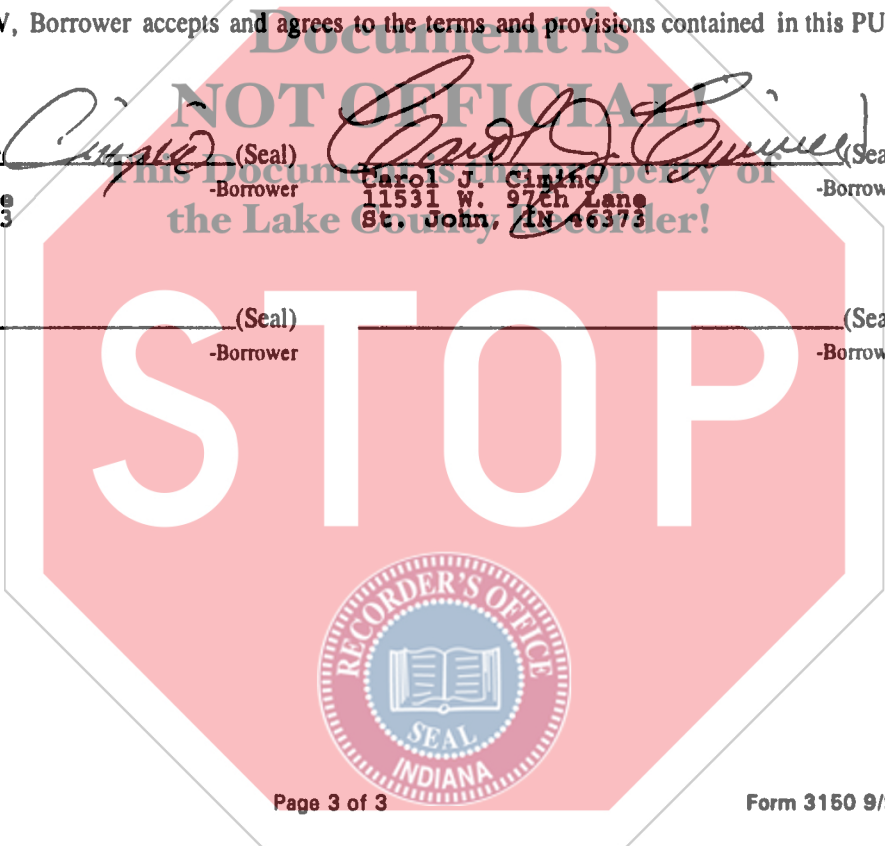 , Borrower accepts and agrees to the terms and provisions contained in this PU
Document is
NOT OFFICIAL!
This Document is the property of
the Lake County Recorder!
(Seal)
-Borrower
Carol J. Cipino
11531 W. 97th Lane
St. John, IN 46373
(Sea
-Borrow
(Seal)
-Borrower
(Sea
-Borrow
STOP
RECORDER'S OFFICE
SEAL
INDIANA
Page 3 of 3
Form 3150 9/